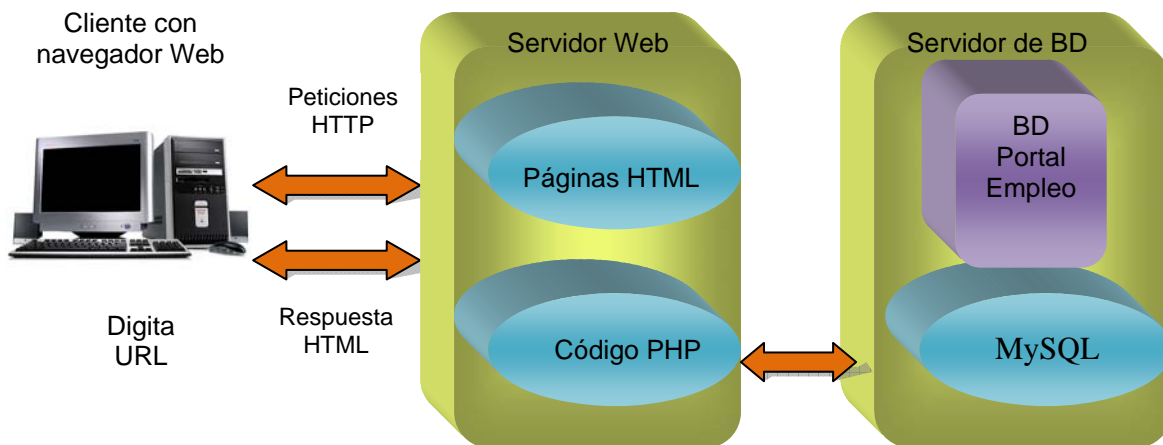 Cliente con
navegador Web
Peticiones
HTTP
Respuesta
HTML
Digita
URL
Servidor Web
Páginas HTML
Código PHP
Servidor de BD
BD
Portal
Empleo
MySQL